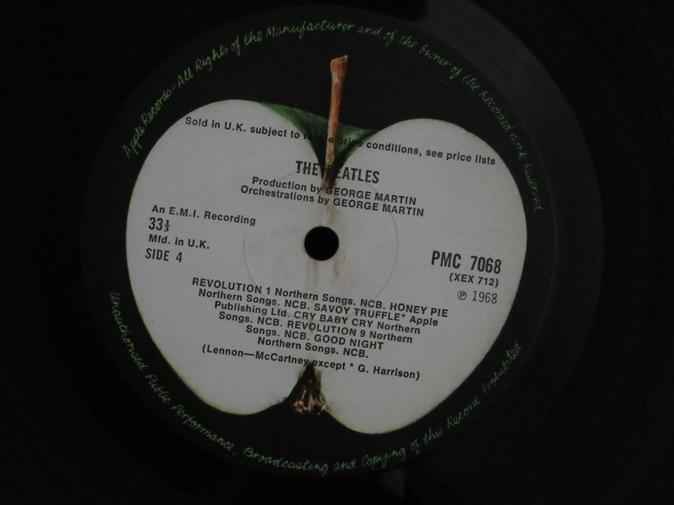 Apple Records-All Rights of the Manufacturer and of the Owner of the Recorded Work Reserved
Sold in U.K. subject to price conditions, see price lists
THE BEATLES
Production by GEORGE MARTIN
Orchestrations by GEORGE MARTIN
An E.M.I. Recording
33⅓
Mfd. in U.K.
SIDE 4
PMC 7068
(XEX 712)
℗ 1968
REVOLUTION 1 Northern Songs. NCB. HONEY PIE
Northern Songs. NCB. SAVOY TRUFFLE* Apple
Publishing Ltd. CRY BABY CRY Northern
Songs. NCB. REVOLUTION 9 Northern
Songs. NCB. GOOD NIGHT
Northern Songs. NCB.
(Lennon—McCartney except * G. Harrison)
Unauthorised Public Performance, Broadcasting and Copying of this Record Prohibited